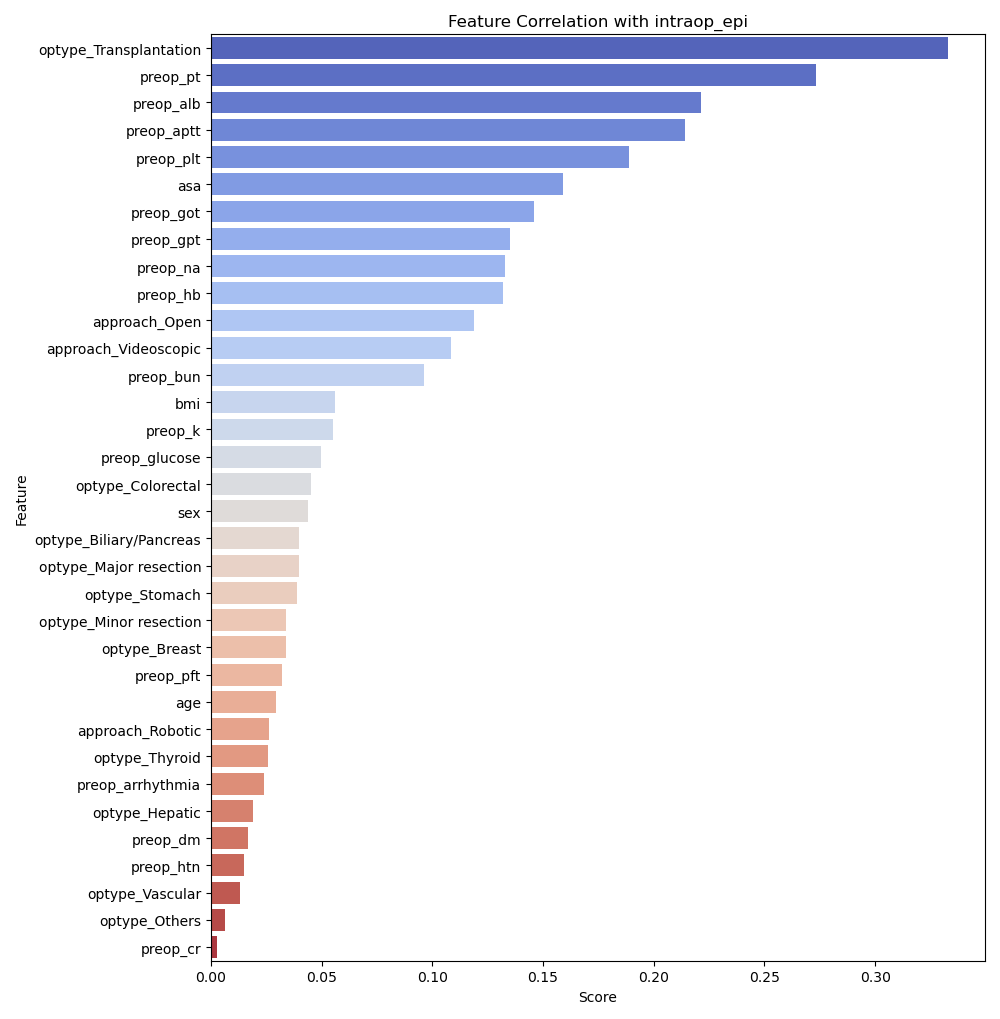 Feature Correlation with intraop_epi
Feature
optype_Transplantation
preop_pt
preop_alb
preop_aptt
preop_plt
asa
preop_got
preop_gpt
preop_na
preop_hb
approach_Open
approach_Videoscopic
preop_bun
bmi
preop_k
preop_glucose
optype_Colorectal
sex
optype_Biliary/Pancreas
optype_Major resection
optype_Stomach
optype_Minor resection
optype_Breast
preop_pft
age
approach_Robotic
optype_Thyroid
preop_arrhythmia
optype_Hepatic
preop_dm
preop_htn
optype_Vascular
optype_Others
preop_cr
0.00 0.05 0.10 0.15 0.20 0.25 0.30
Score